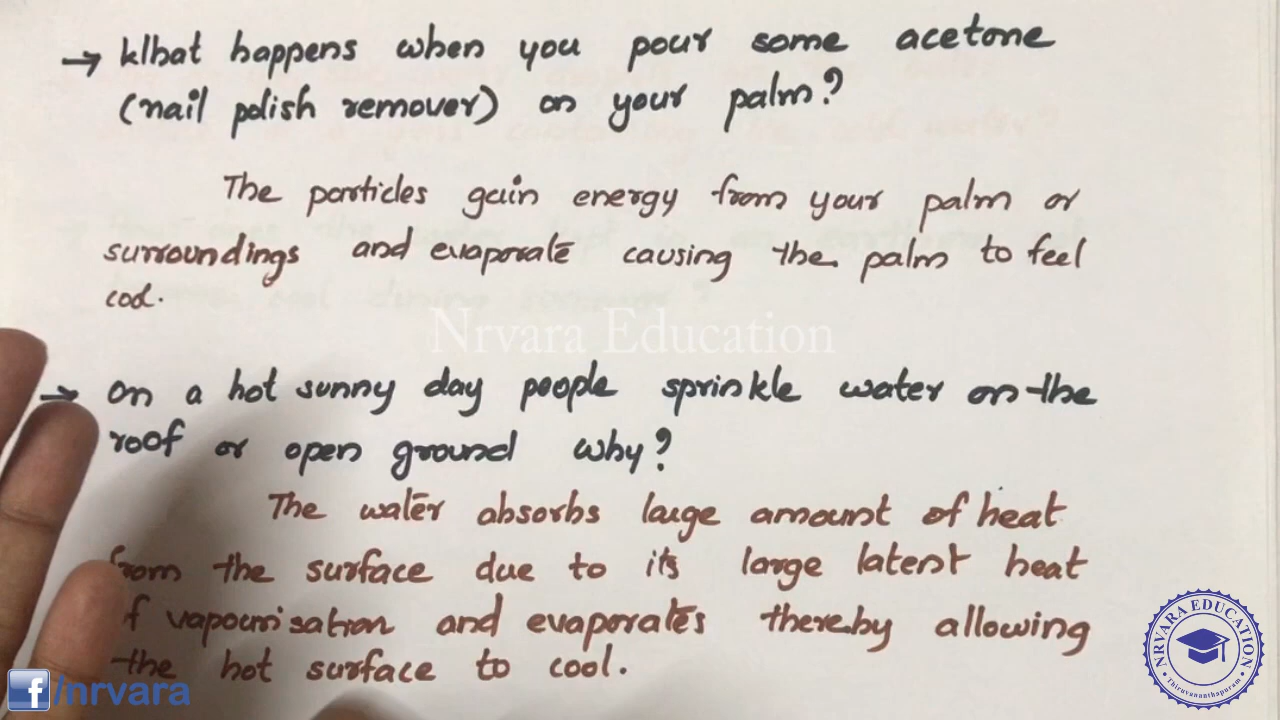 → What happens when you pour some acetone
(nail polish remover) on your palm?
The particles gain energy from your palm or
surroundings and evaporate causing the palm to feel
cool.
Nrvara Education
→ On a hot sunny day people sprinkle water on the
roof or open ground why?
The water absorbs large amount of heat
from the surface due to its large latent heat
of vapourisation and evaporates thereby allowing
the hot surface to cool.
f/nrvara
NRVARA EDUCATION
Thiruvananthapuram